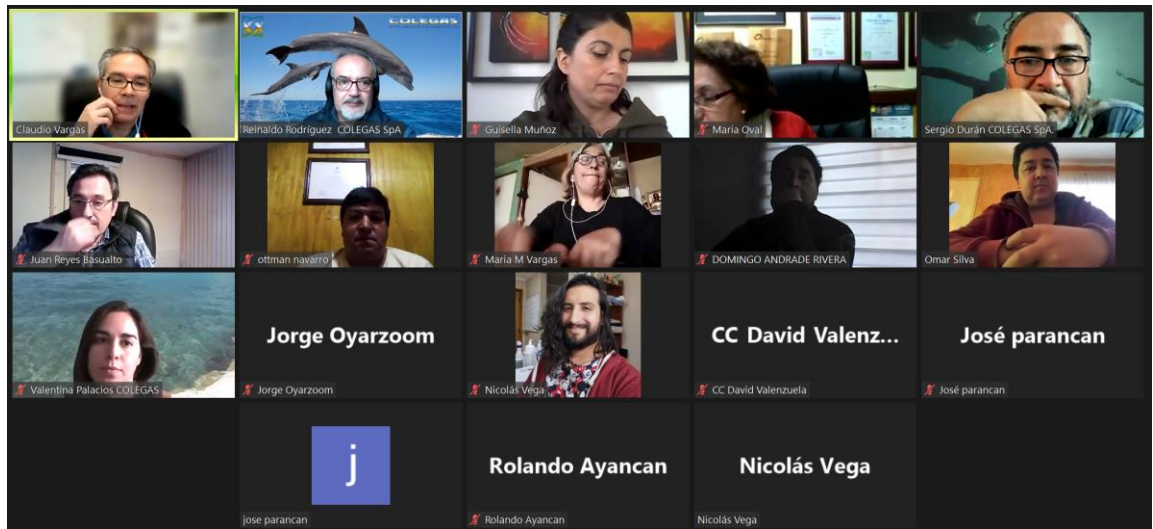 COLEGAS
Claudio Vargas
Reinaldo Rodríguez COLEGAS SpA
Guisella Muñoz
María Oval
Sergio Durán COLEGAS SpA.
Juan Reyes Basualto
ottman navarro
Maria M Vargas
DOMINGO ANDRADE RIVERA
Omar Silva
Valentina Palacios COLEGAS
Jorge Oyarzoom
Jorge Oyarzoom
Nicolás Vega
CC David Valenz...
CC David Valenzuela
José parancan
José parancan
j
jose parancan
Rolando Ayancan
Rolando Ayancan
Nicolás Vega
Nicolás Vega